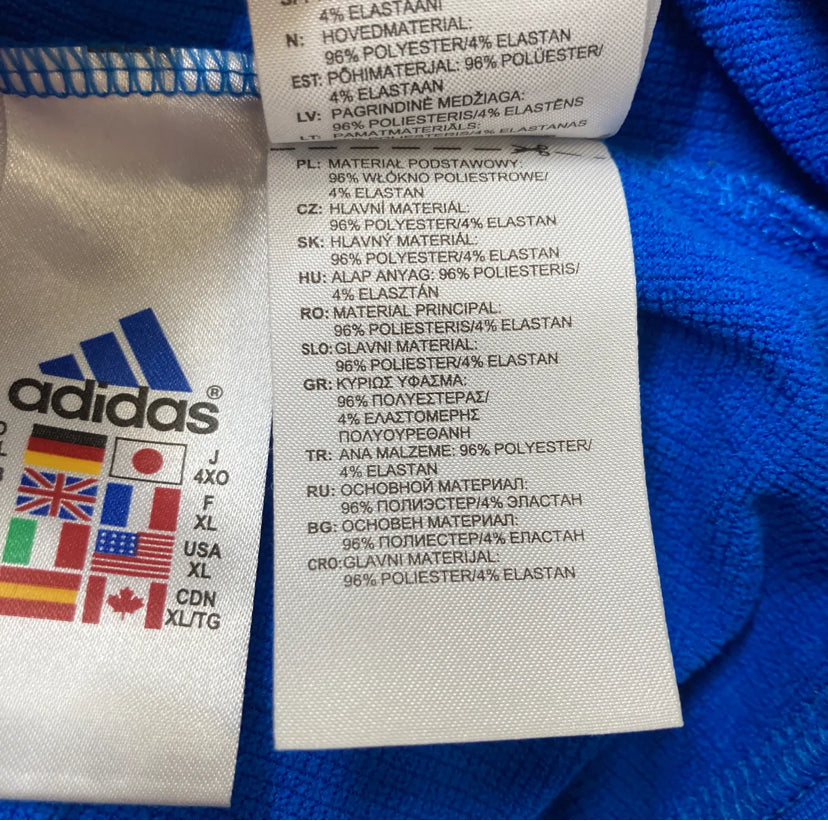 4% ELASTAANI
N: HOVEDMATERIAL:
96% POLYESTER/4% ELASTAN
EST: PÕHIMATERJAL: 96% POLÜESTER/
4% ELASTAAN
LV: PAGRINDINĖ MEDŽIAGA:
96% POLIESTERIS/4% ELASTĒNS
LT: PAMATMATERIĀLS:
4% ELASTANAS
PL: MATERIAŁ PODSTAWOWY:
96% WŁÓKNO POLIESTROWE/
4% ELASTAN
CZ: HLAVNÍ MATERIÁL:
96% POLYESTER/4% ELASTAN
SK: HLAVNÝ MATERIÁL:
96% POLYESTER/4% ELASTAN
HU: ALAP ANYAG: 96% POLIESZTERIS/
4% ELASZTÁN
RO: MATERIAL PRINCIPAL:
96% POLIESTERIS/4% ELASTAN
SLO: GLAVNI MATERIAL:
96% POLIESTER/4% ELASTAN
GR: ΚΥΡΙΩΣ ΥΦΑΣΜΑ:
96% ΠΟΛΥΕΣΤΕΡΑΣ/
4% ΕΛΑΣΤΟΜΕΡΗΣ
ΠΟΛΥΟΥΡΕΘΑΝΗ
TR: ANA MALZEME: 96% POLYESTER/
4% ELASTAN
RU: ОСНОВНОЙ МАТЕРИАЛ:
96% ПОЛИЭСТЕР/4% ЭЛАСТАН
BG: ОСНОВЕН МАТЕРИАЛ:
96% ПОЛИЕСТЕР/4% ЕЛАСТАН
CRO: GLAVNI MATERIJAL:
96% POLIESTER/4% ELASTAN
adidas®
J
4XO
F
XL
USA
XL
CDN
XL/TG